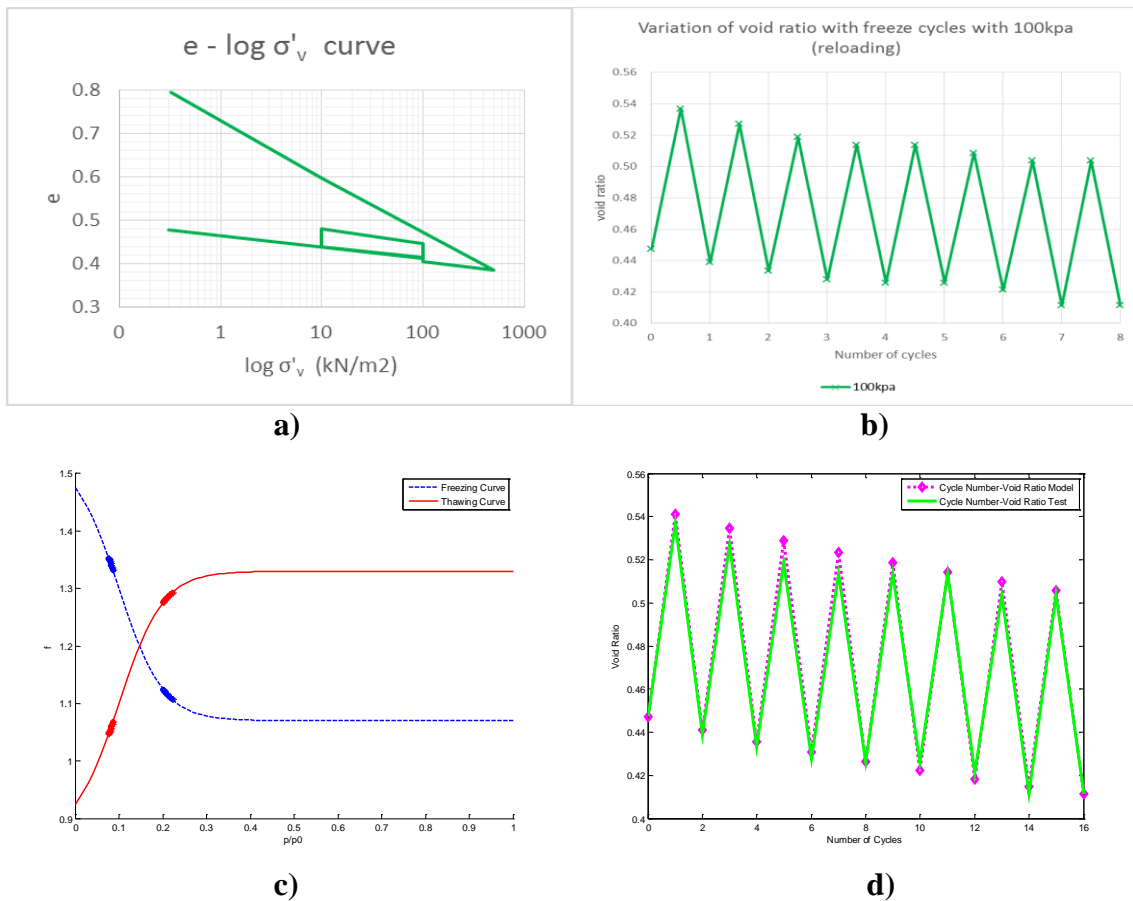 e - log σ'v curve
0.8
0.7
0.6
0.5
0.4
0.3
e
0 1 10 100 1000
log σ'v (kN/m2)
a)
Variation of void ratio with freeze cycles with 100kpa
(reloading)
0.56
0.54
0.52
0.50
0.48
0.46
0.44
0.42
0.40
void ratio
0 1 2 3 4 5 6 7 8
Number of cycles
100kpa
b)
1.5
1.4
1.3
1.2
1.1
1
0.9
f
Freezing Curve
Thawing Curve
0 0.1 0.2 0.3 0.4 0.5 0.6 0.7 0.8 0.9 1
p/p0
c)
0.56
0.54
0.52
0.5
0.48
0.46
0.44
0.42
0.4
Void Ratio
Cycle Number-Void Ratio Model
Cycle Number-Void Ratio Test
0 2 4 6 8 10 12 14 16
Number of Cycles
d)